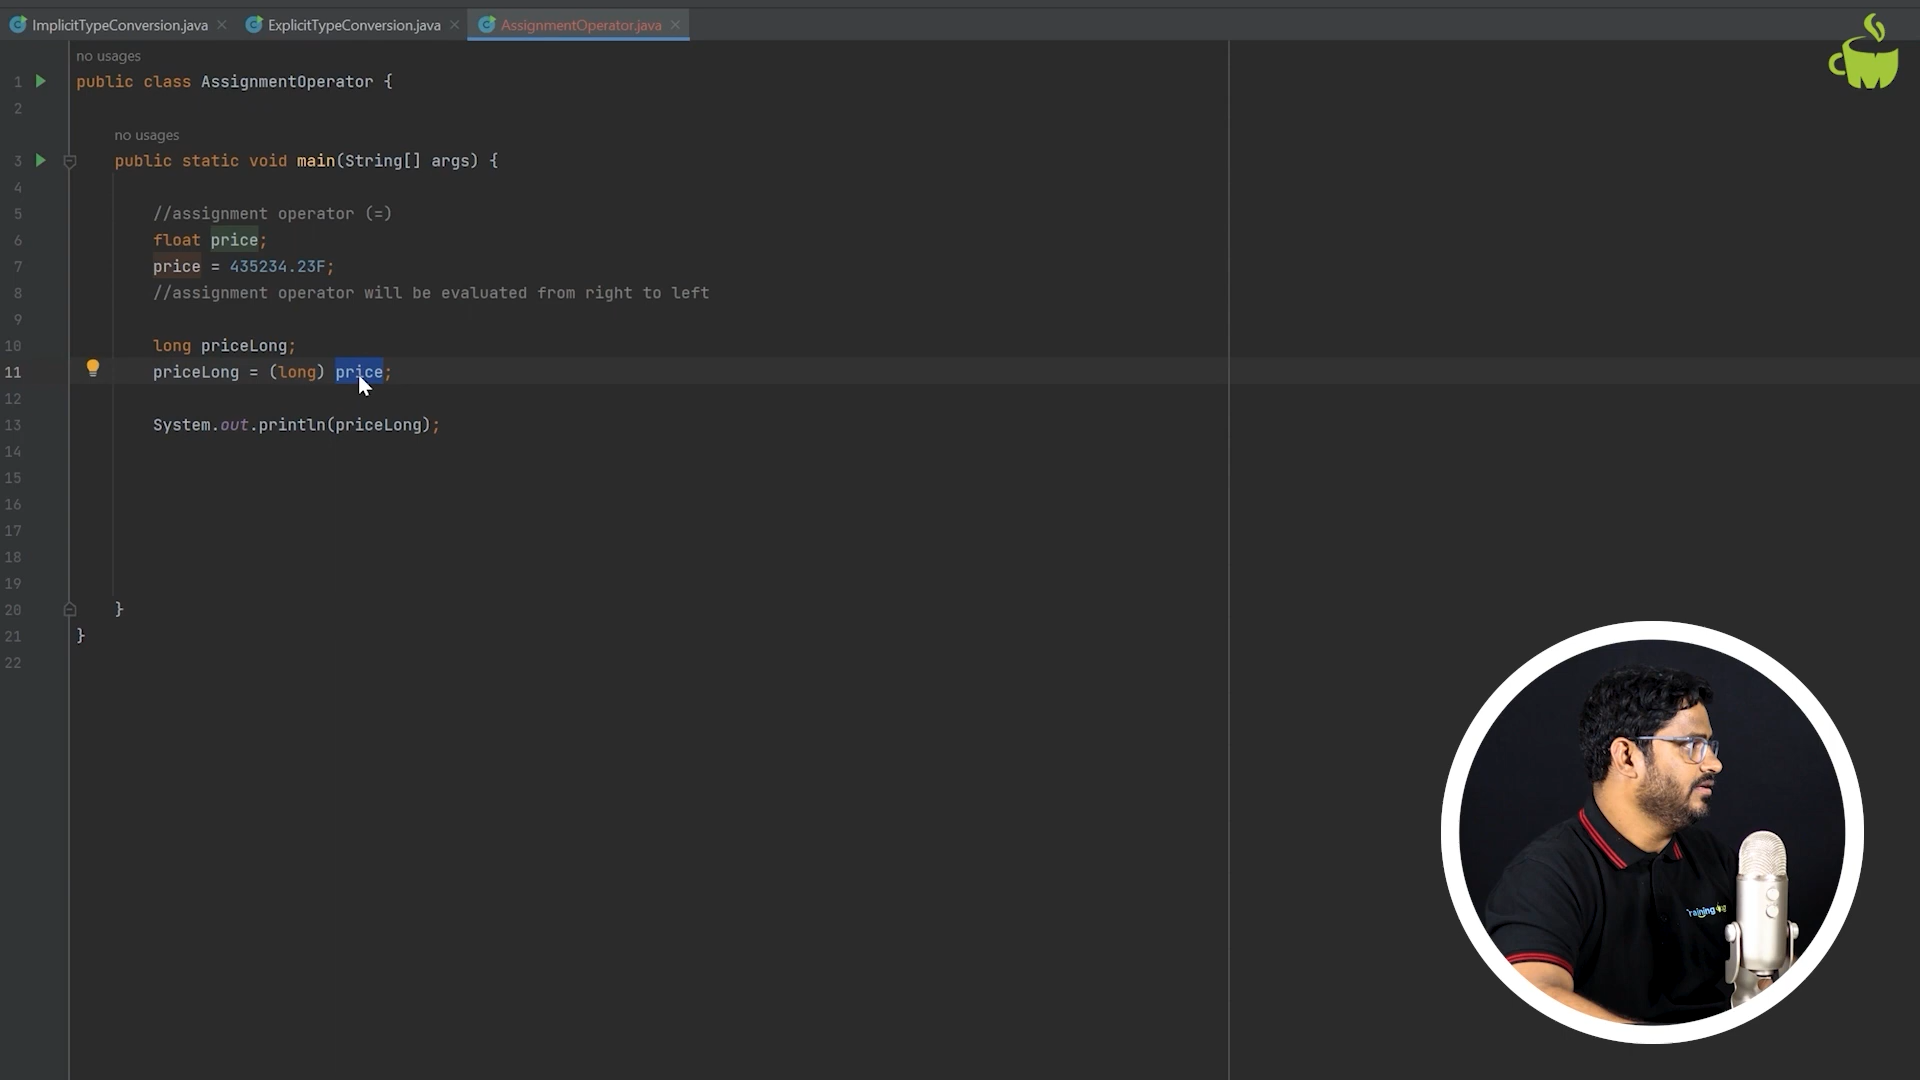 ImplicitTypeConversion.java ExplicitTypeConversion.java AssignmentOperator.java
no usages
1 public class AssignmentOperator {
2
no usages
3 public static void main(String[] args) {
4
5 //assignment operator (=)
6 float price;
7 price = 435234.23F;
8 //assignment operator will be evaluated from right to left
9
10 long priceLong;
11 priceLong = (long) price;
12
13 System.out.println(priceLong);
14
15
16
17
18
19
20 }
21 }
22